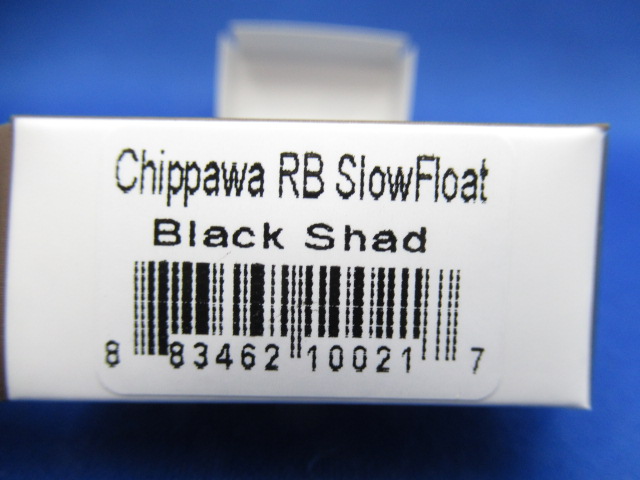 Chippawa RB SlowFloat
Black Shad
8 83462 10021 7